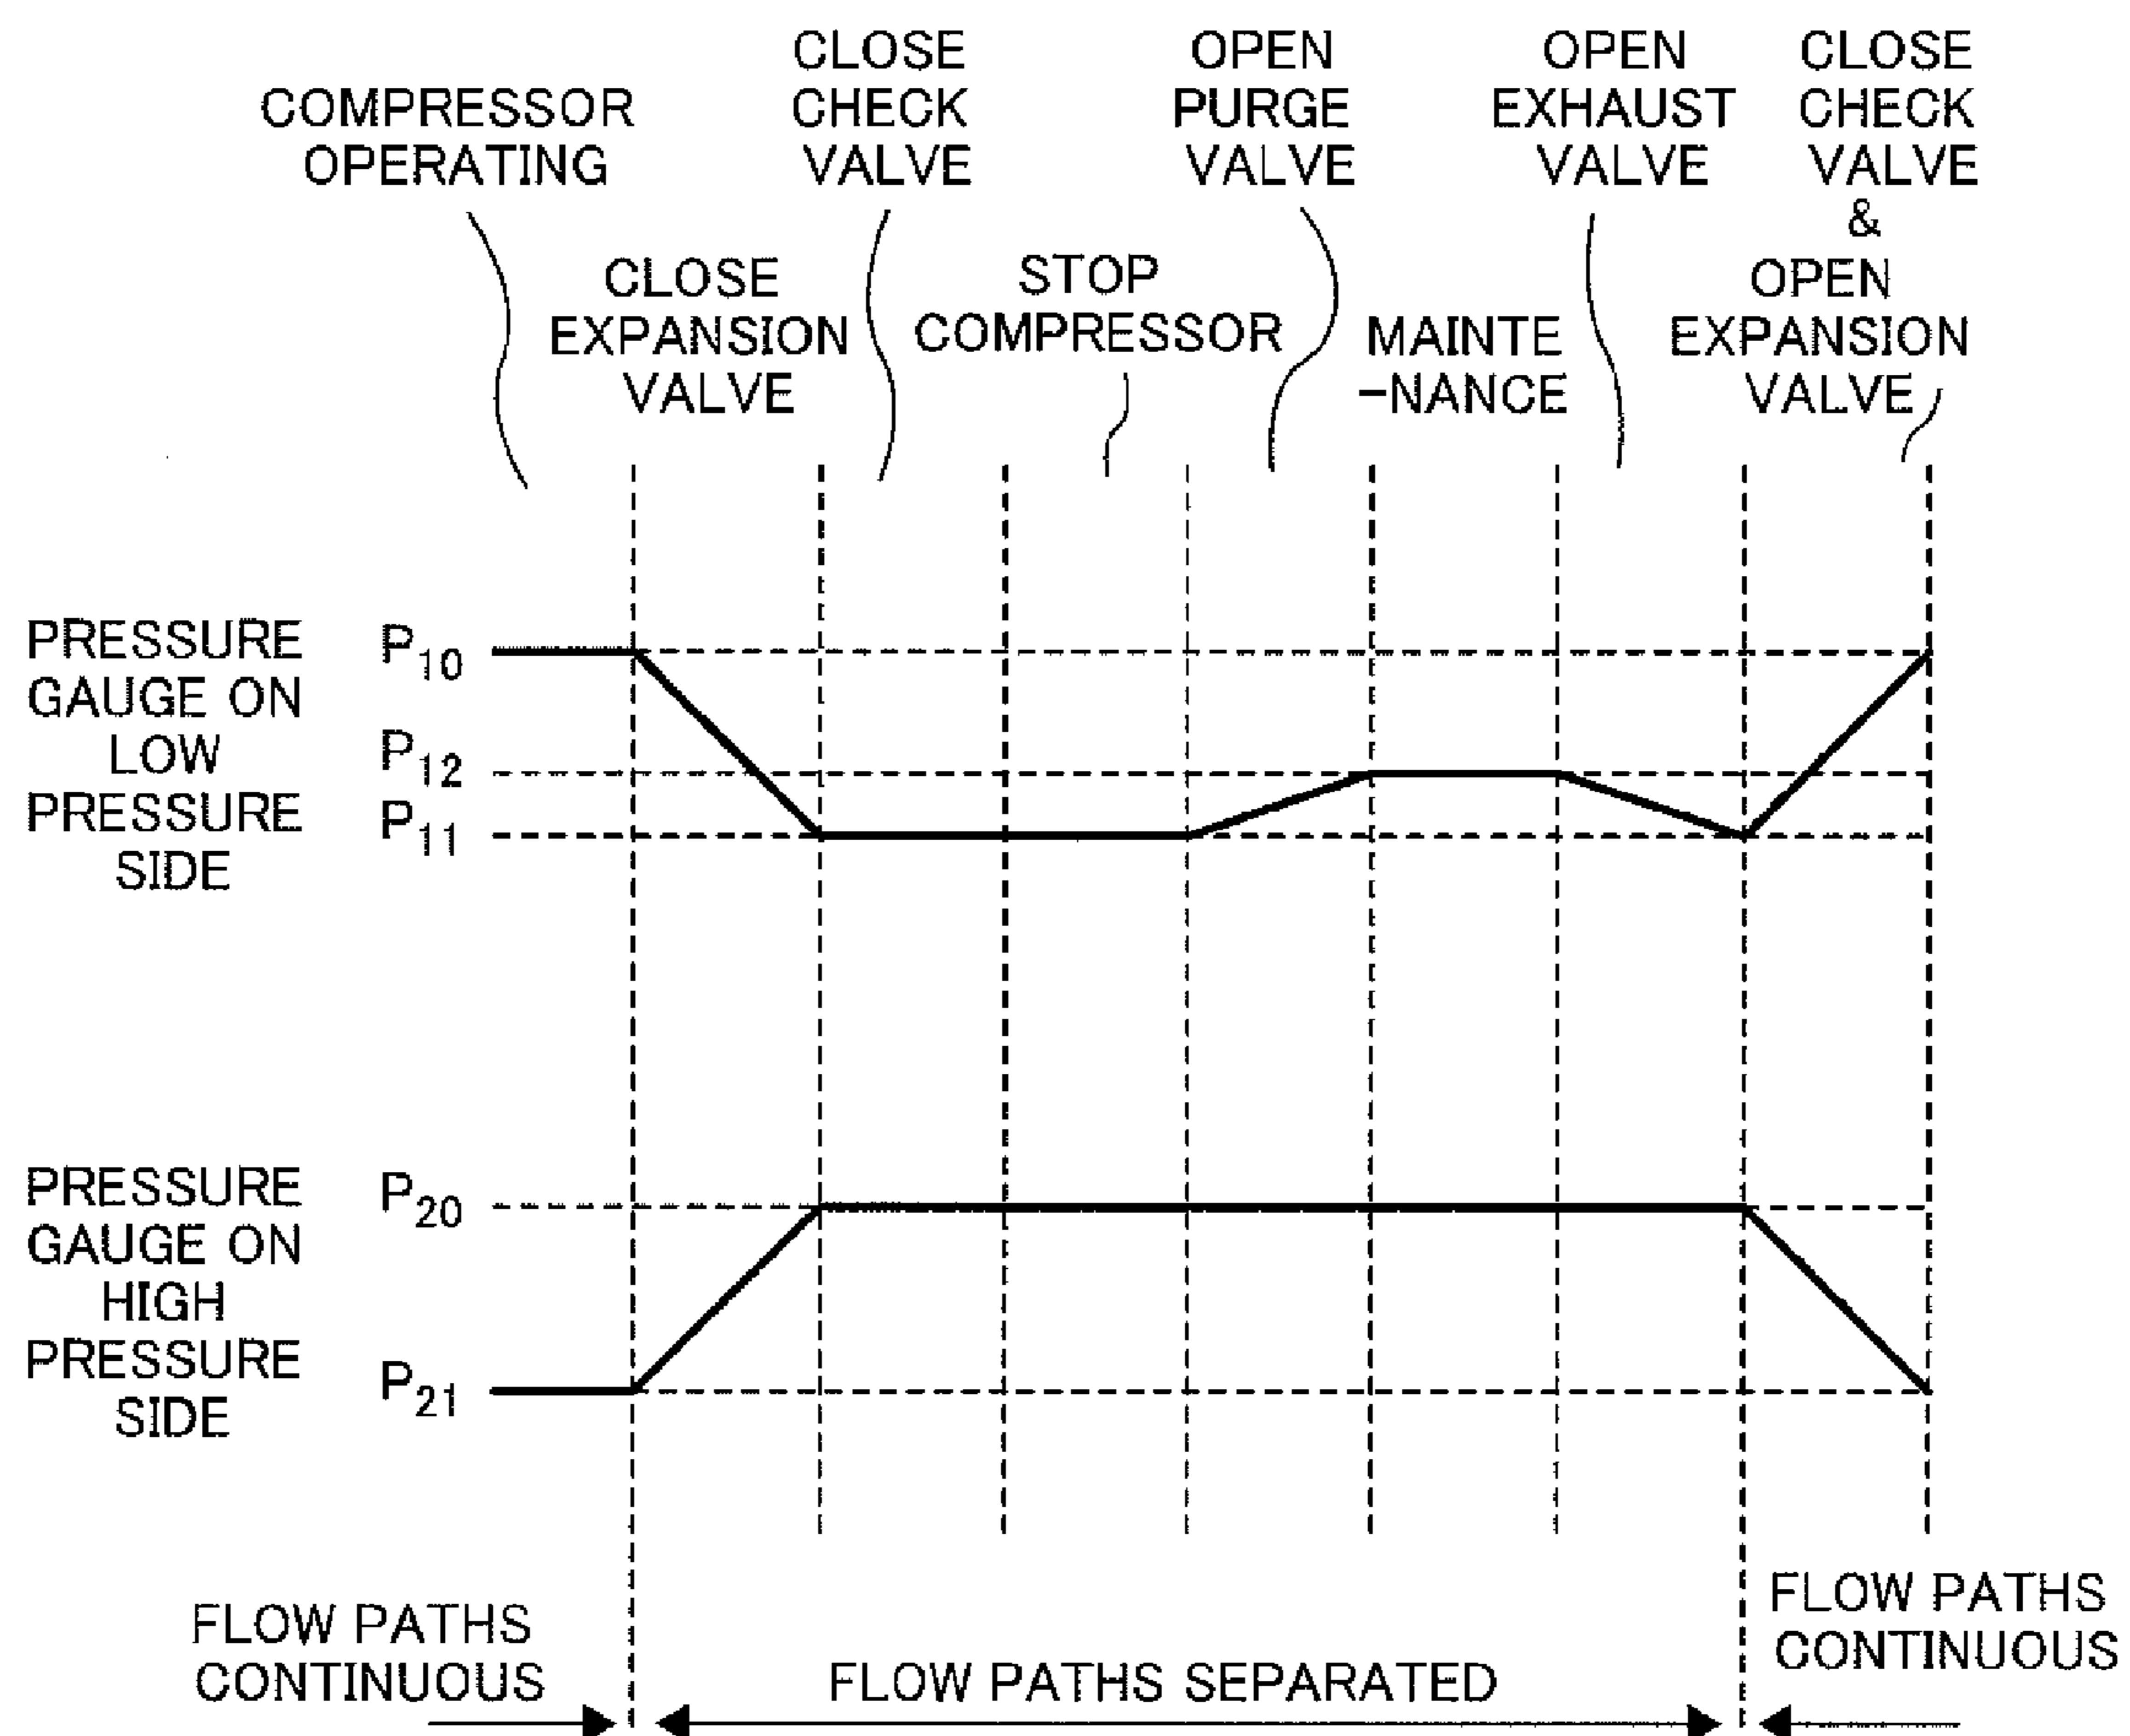 COMPRESSOR
OPERATING
CLOSE
EXPANSION
VALVE
CLOSE
CHECK
VALVE
STOP
COMPRESSOR
OPEN
PURGE
VALVE
MAINTE
-NANCE
OPEN
EXHAUST
VALVE
CLOSE
CHECK
VALVE
&
OPEN
EXPANSION
VALVE
PRESSURE
GAUGE ON
LOW
PRESSURE
SIDE
P10
P12
P11
PRESSURE
GAUGE ON
HIGH
PRESSURE
SIDE
P20
P21
FLOW PATHS
CONTINUOUS
FLOW PATHS SEPARATED
FLOW PATHS
CONTINUOUS